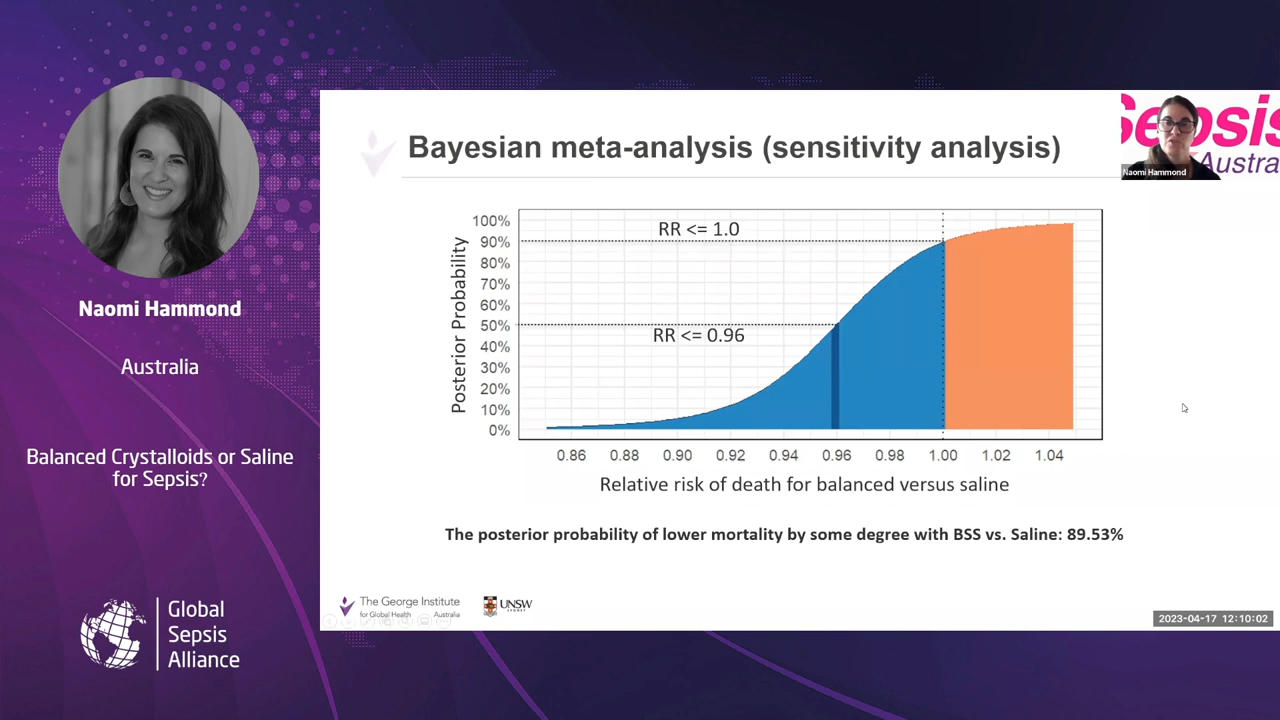 Naomi Hammond
Australia
Balanced Crystalloids or Saline
for Sepsis?
Global
Sepsis
Alliance
Bayesian meta-analysis (sensitivity analysis)
Posterior Probability
100%
90%
80%
70%
60%
50%
40%
30%
20%
10%
0%
RR <= 1.0
RR <= 0.96
0.86 0.88 0.90 0.92 0.94 0.96 0.98 1.00 1.02 1.04
Relative risk of death for balanced versus saline
The posterior probability of lower mortality by some degree with BSS vs. Saline: 89.53%
The George Institute
for Global Health Australia
UNSW
SYDNEY
Sepsis
Austra
Naomi Hammond
2023-04-17 12:10:02